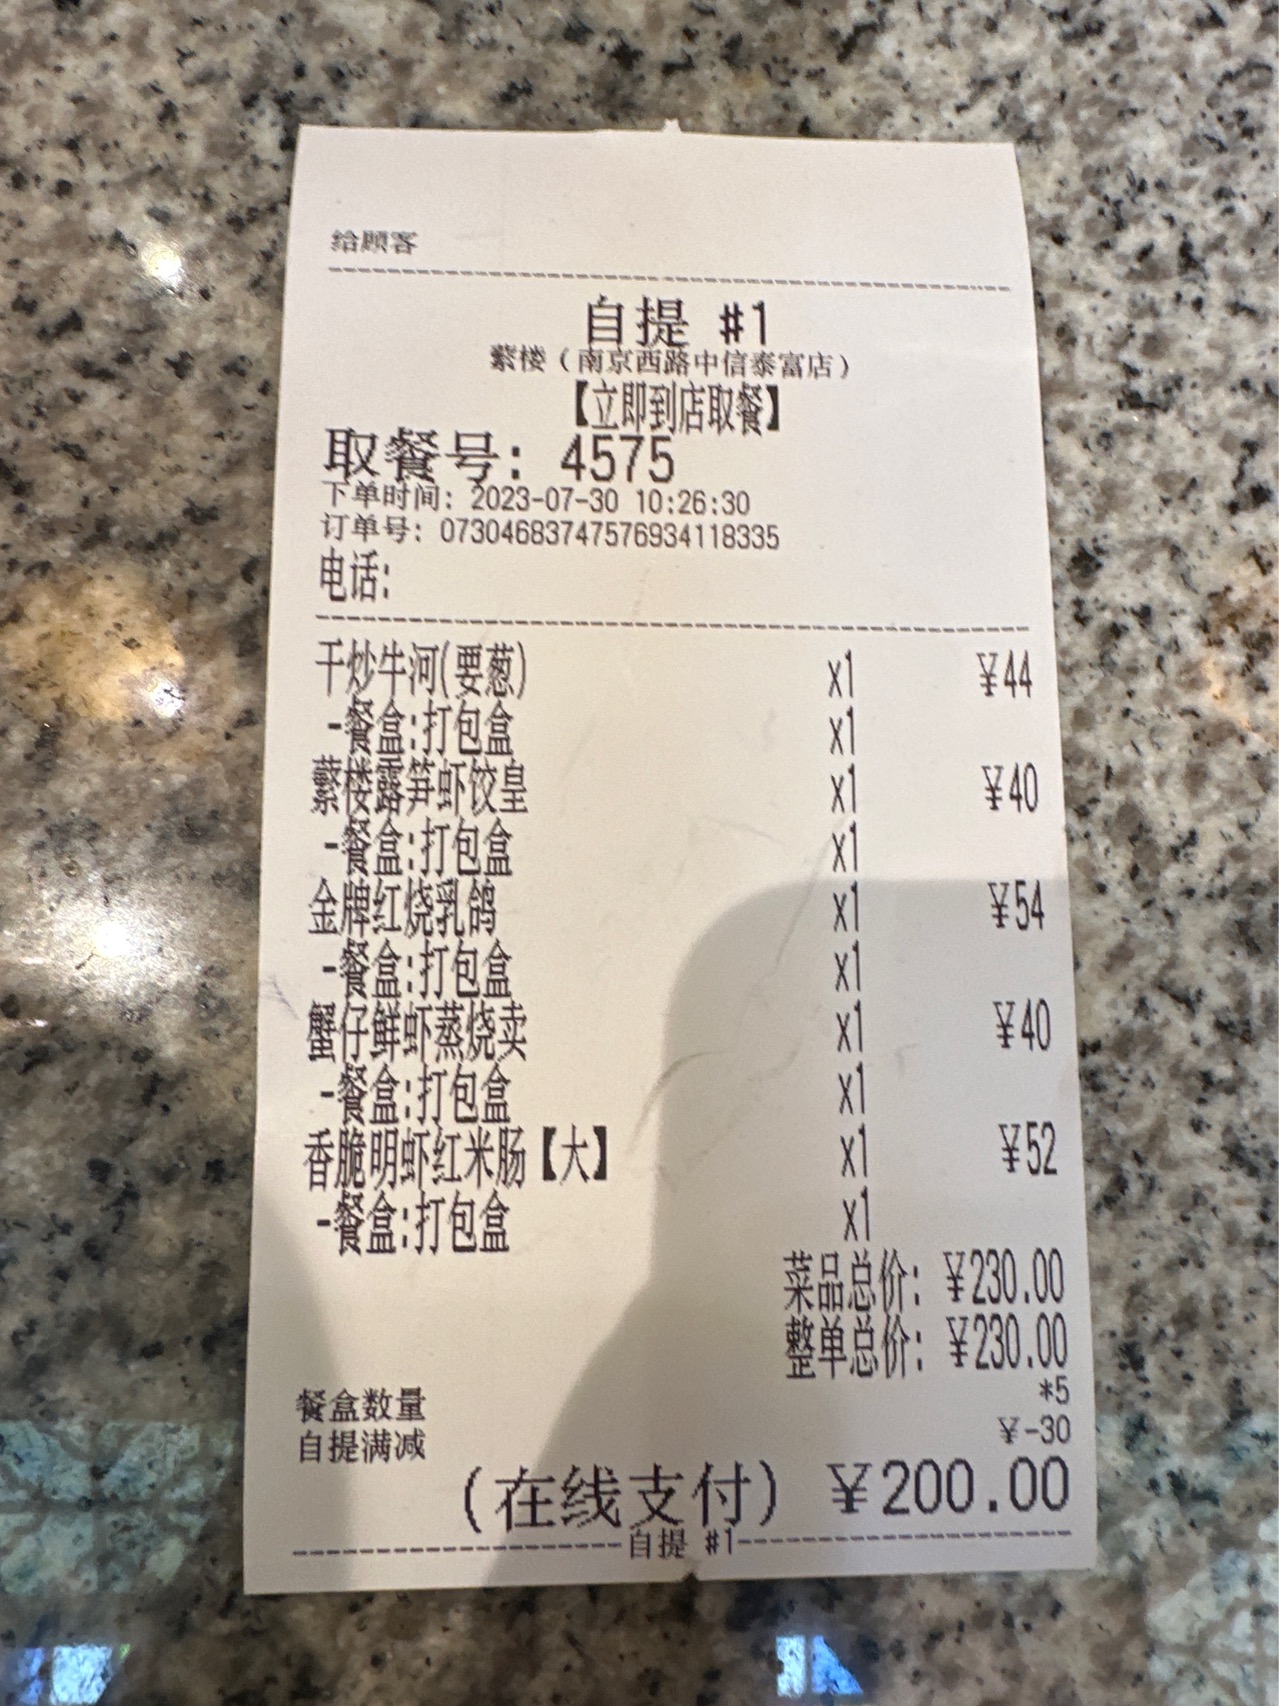 给顾客
自提 #1
蘩楼（南京西路中信泰富店）
【立即到店取餐】
取餐号: 4575
下单时间: 2023-07-30 10:26:30
订单号: 07304683747576934118335
电话:
干炒牛河(要葱) x1 ¥44
-餐盒:打包盒 x1
蘩楼露笋虾饺皇 x1 ¥40
-餐盒:打包盒 x1
金牌红烧乳鸽 x1 ¥54
-餐盒:打包盒 x1
蟹仔鲜虾蒸烧卖 x1 ¥40
-餐盒:打包盒 x1
香脆明虾红米肠【大】 x1 ¥52
-餐盒:打包盒 x1
菜品总价: ¥230.00
整单总价: ¥230.00
餐盒数量 *5
自提满减 ¥-30
(在线支付) ¥200.00
自提 #1